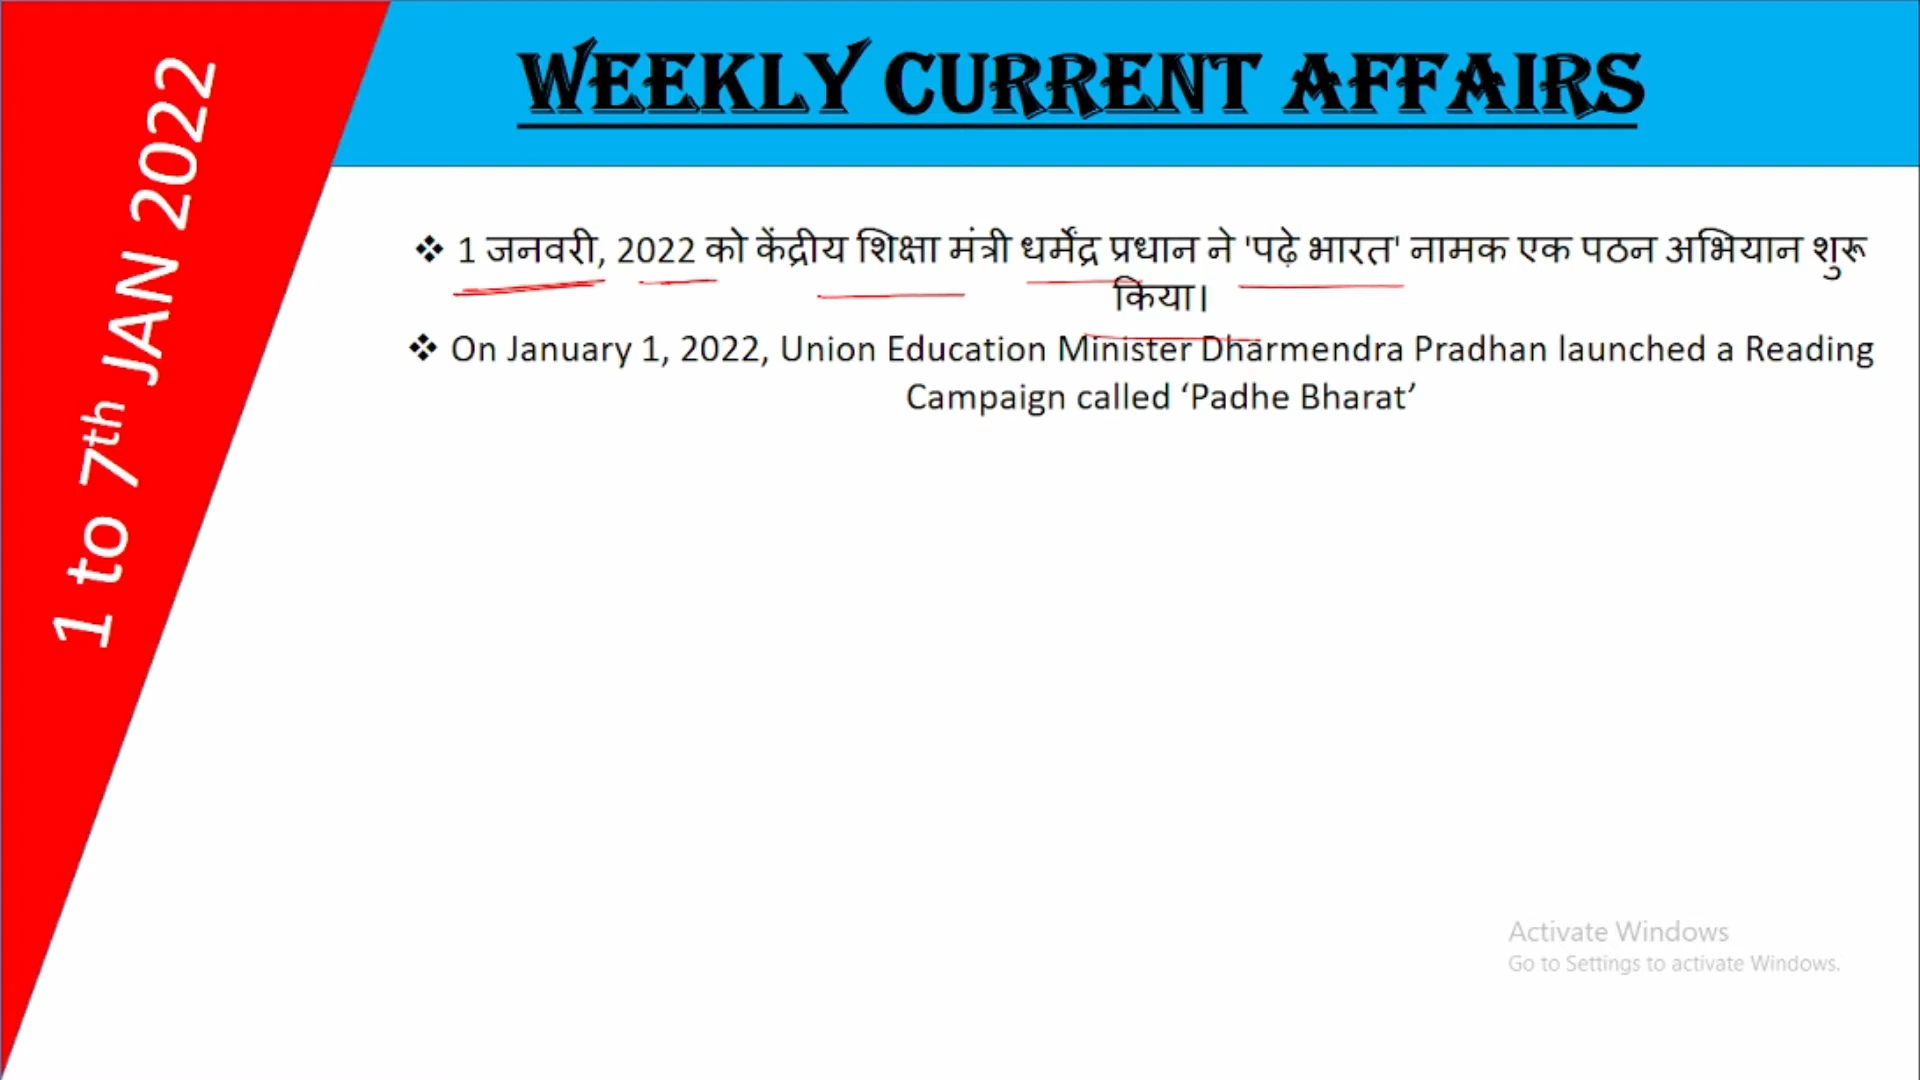 WEEKLY CURRENT AFFAIRS
1 to 7th JAN 2022
❖ 1 जनवरी, 2022 को केंद्रीय शिक्षा मंत्री धर्मेंद्र प्रधान ने 'पढ़े भारत' नामक एक पठन अभियान शुरू
किया।
❖ On January 1, 2022, Union Education Minister Dharmendra Pradhan launched a Reading
Campaign called ‘Padhe Bharat’
Activate Windows
Go to Settings to activate Windows.